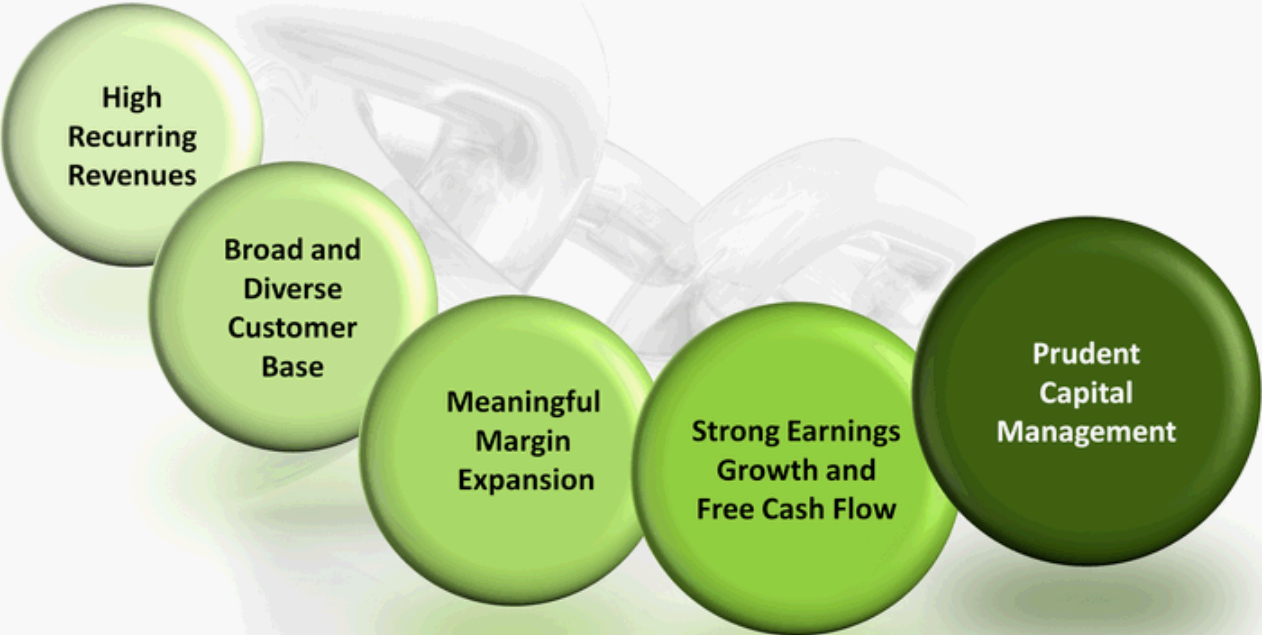 High
Recurring
Revenues
Broad and
Diverse
Customer
Base
Meaningful
Margin
Expansion
Strong Earnings
Growth and
Free Cash Flow
Prudent
Capital
Management